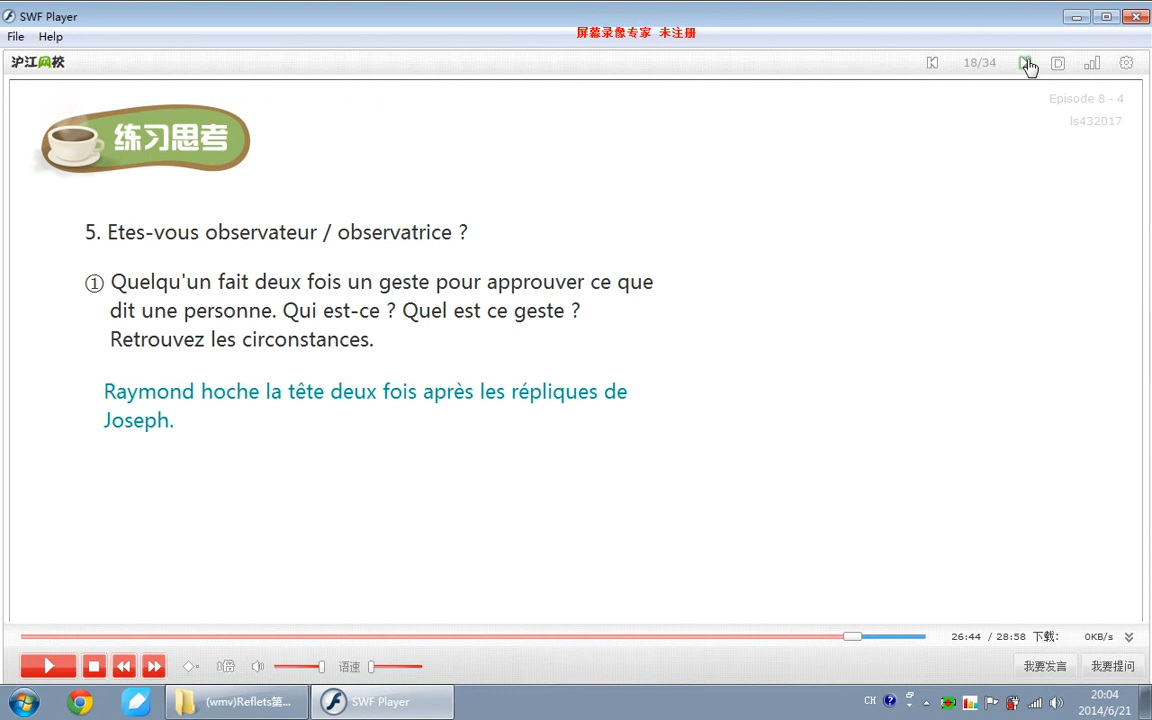 SWF Player
File Help
屏幕录像专家 未注册
沪江网校
18/34
Episode 8 - 4
ls432017
练习思考
5. Etes-vous observateur / observatrice ?
① Quelqu'un fait deux fois un geste pour approuver ce que
dit une personne. Qui est-ce ? Quel est ce geste ?
Retrouvez les circonstances.
Raymond hoche la tête deux fois après les répliques de
Joseph.
26:44 / 28:58 下载: 0KB/s
1倍 语速 我要发言 我要提问
(wmv)Reflets第... SWF Player CH 20:04
2014/6/21